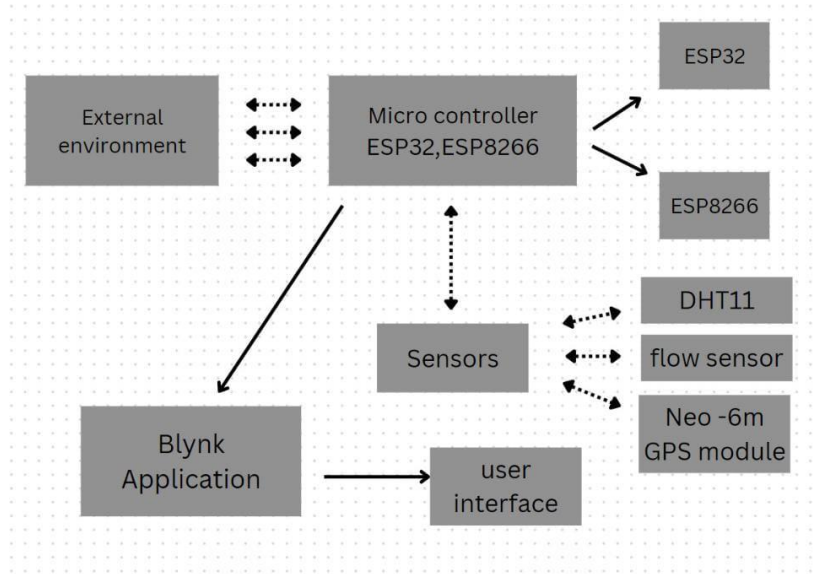 ESP32
External
environment
Micro controller
ESP32,ESP8266
ESP8266
DHT11
Sensors
flow sensor
Neo -6m
GPS module
Blynk
Application
user
interface